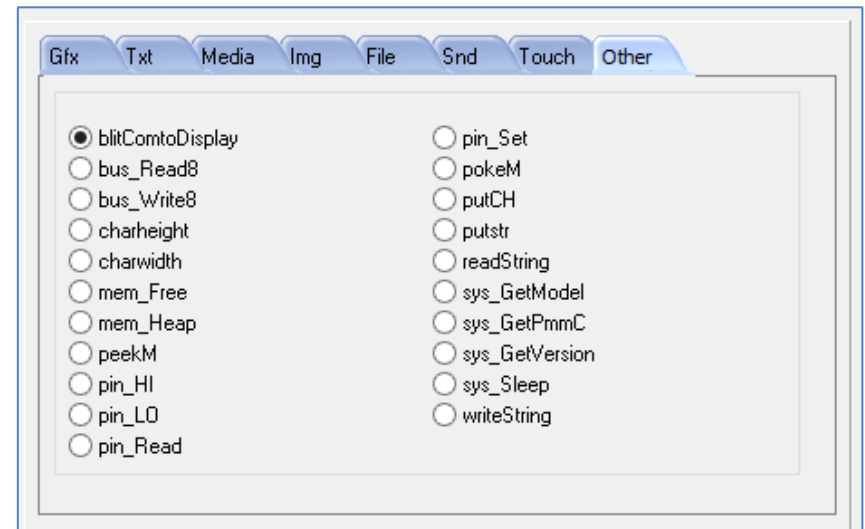 Gfx Txt Media Img File Snd Touch Other
blitComtoDisplay
bus_Read8
bus_Write8
charheight
charwidth
mem_Free
mem_Heap
peekM
pin_HI
pin_LO
pin_Read
pin_Set
pokeM
putCH
putstr
readString
sys_GetModel
sys_GetPmmC
sys_GetVersion
sys_Sleep
writeString